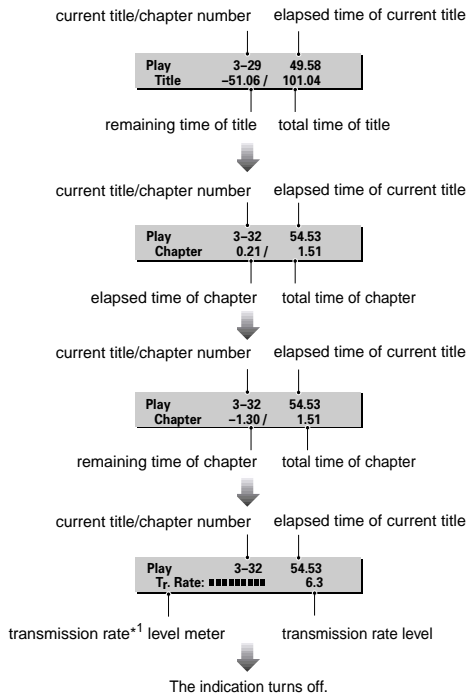 current title/chapter number elapsed time of current title
Play 3–29 49.58
Title –51.06 / 101.04
remaining time of title total time of title
current title/chapter number elapsed time of current title
Play 3–32 54.53
Chapter 0.21 / 1.51
elapsed time of chapter total time of chapter
current title/chapter number elapsed time of current title
Play 3–32 54.53
Chapter –1.30 / 1.51
remaining time of chapter total time of chapter
current title/chapter number elapsed time of current title
Play 3–32 54.53
Tr. Rate: 6.3
transmission rate*1 level meter transmission rate level
The indication turns off.